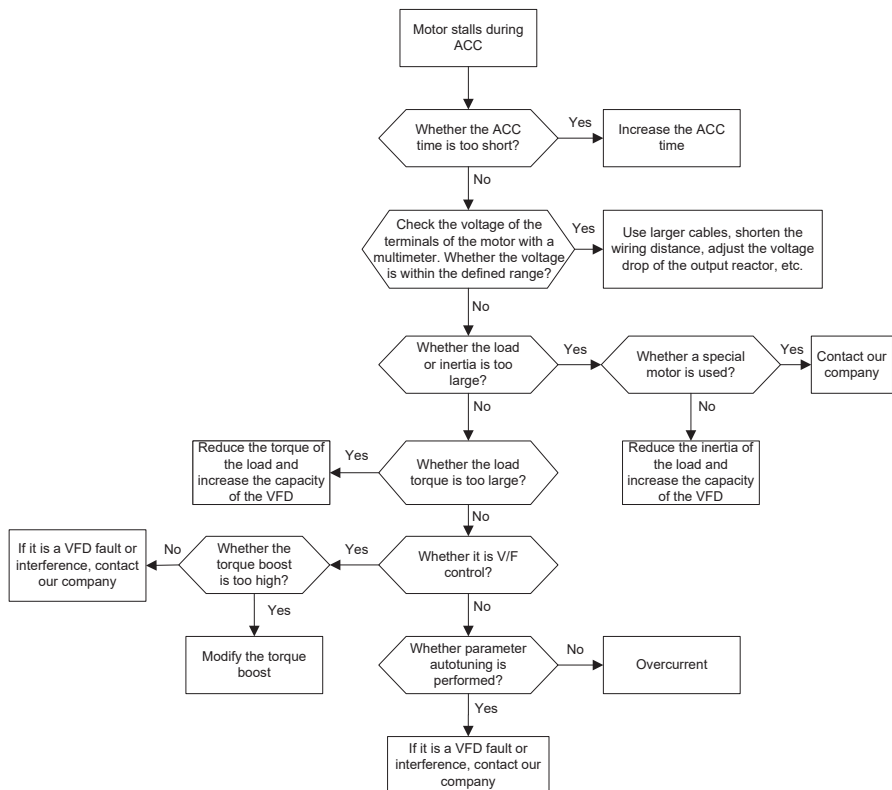 Motor stalls during
ACC
Whether the ACC
time is too short?
Yes
Increase the ACC
time
No
Check the voltage of the
terminals of the motor with a
multimeter. Whether the voltage
is within the defined range?
Yes
Use larger cables, shorten the
wiring distance, adjust the voltage
drop of the output reactor, etc.
No
Whether the load
or inertia is too
large?
Yes
Whether a special
motor is used?
Yes
Contact our
company
No
No
Reduce the inertia of
the load and
increase the capacity
of the VFD
Whether the load
torque is too large?
Yes
Reduce the torque of
the load and
increase the capacity
of the VFD
No
Whether it is V/F
control?
Yes
Whether the
torque boost
is too high?
No
If it is a VFD fault or
interference, contact
our company
Yes
Modify the torque
boost
No
Whether parameter
autotuning is
performed?
No
Overcurrent
Yes
If it is a VFD fault or
interference, contact our
company